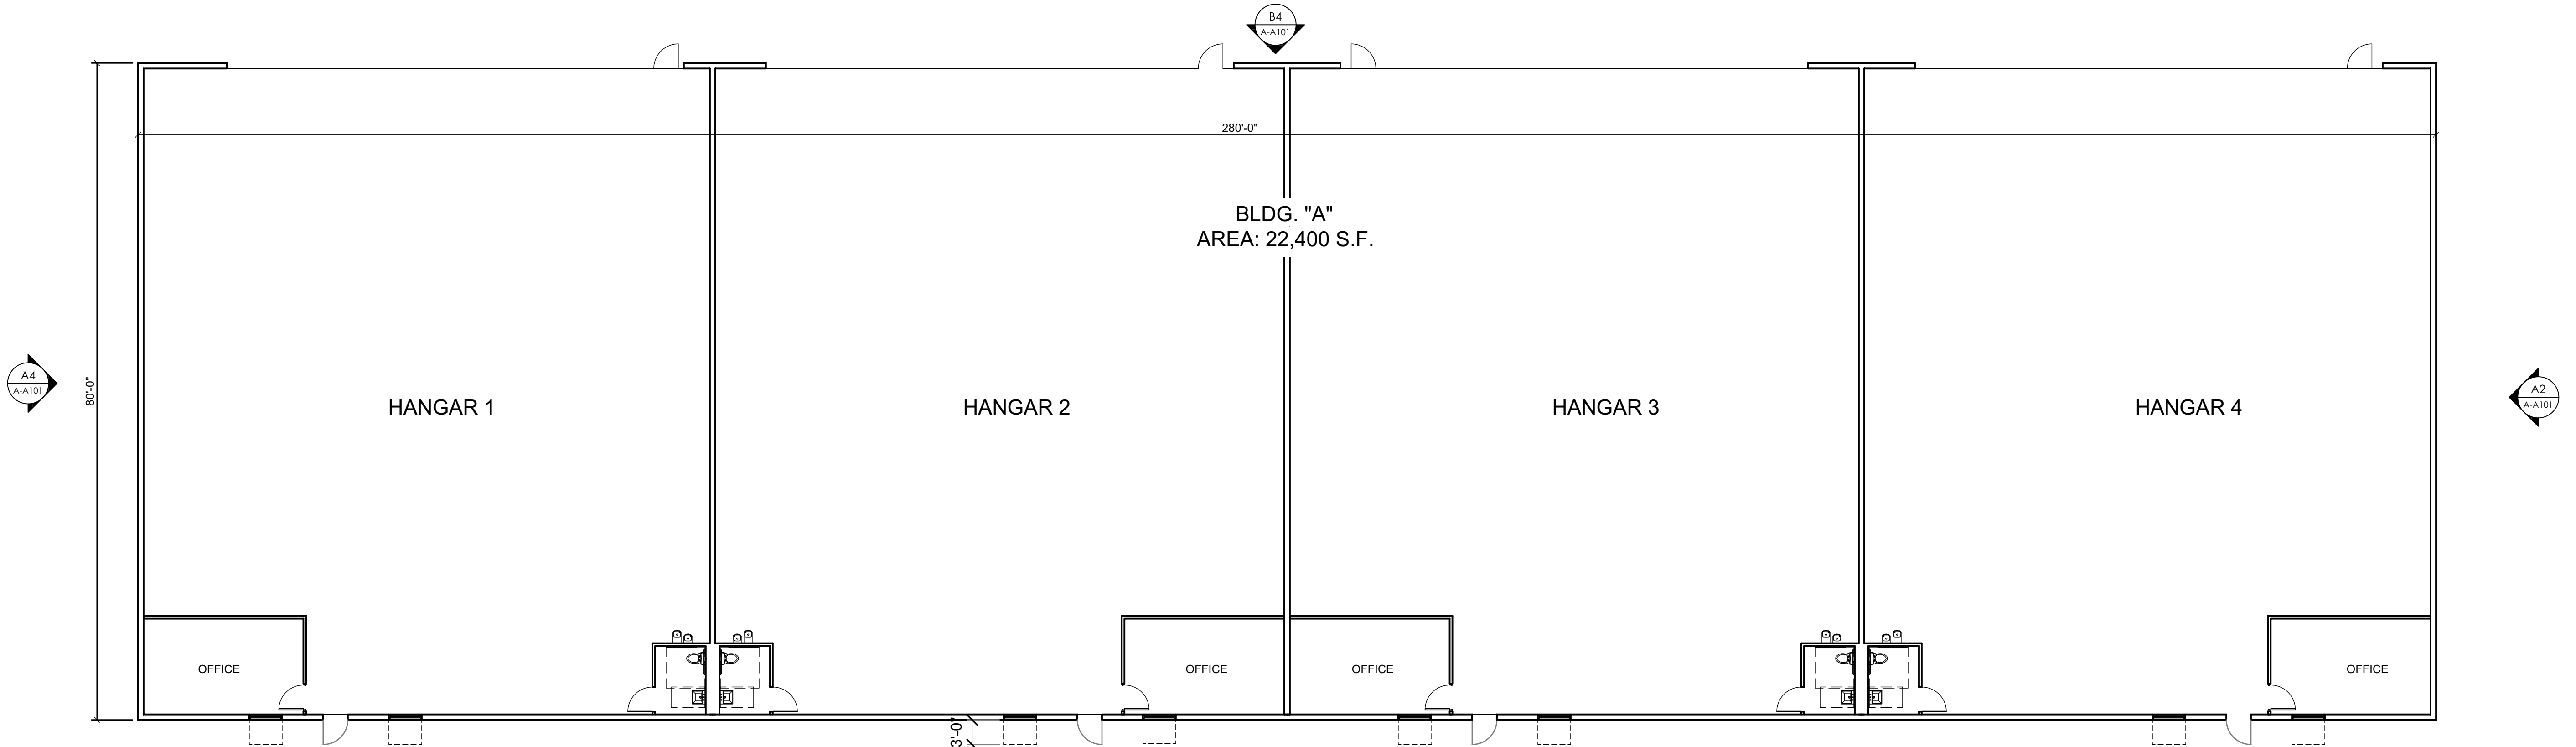 B4
A-A101
280'-0"
BLDG. "A"
AREA: 22,400 S.F.
A4
A-A101
80'-0"
HANGAR 1
HANGAR 2
HANGAR 3
HANGAR 4
A2
A-A101
OFFICE
OFFICE
OFFICE
OFFICE
3'-0"